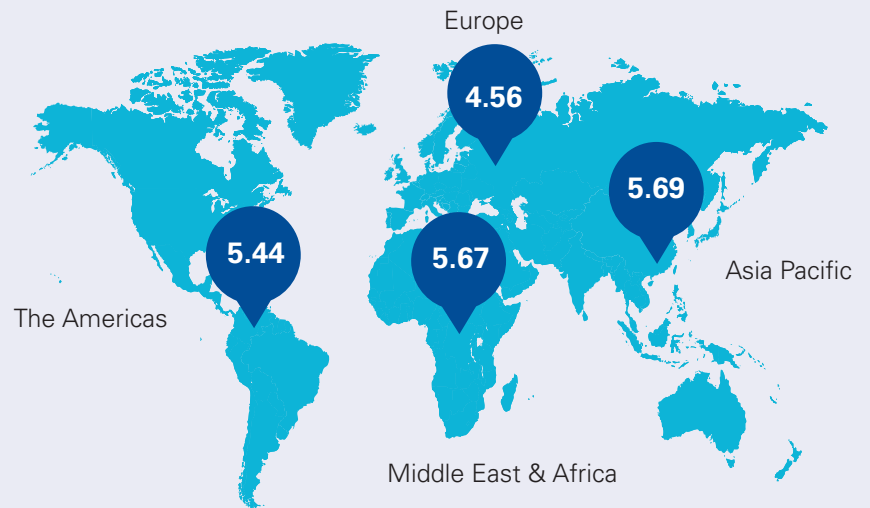 Europe
4.56
5.69
5.44
5.67
Asia Pacific
The Americas
Middle East & Africa